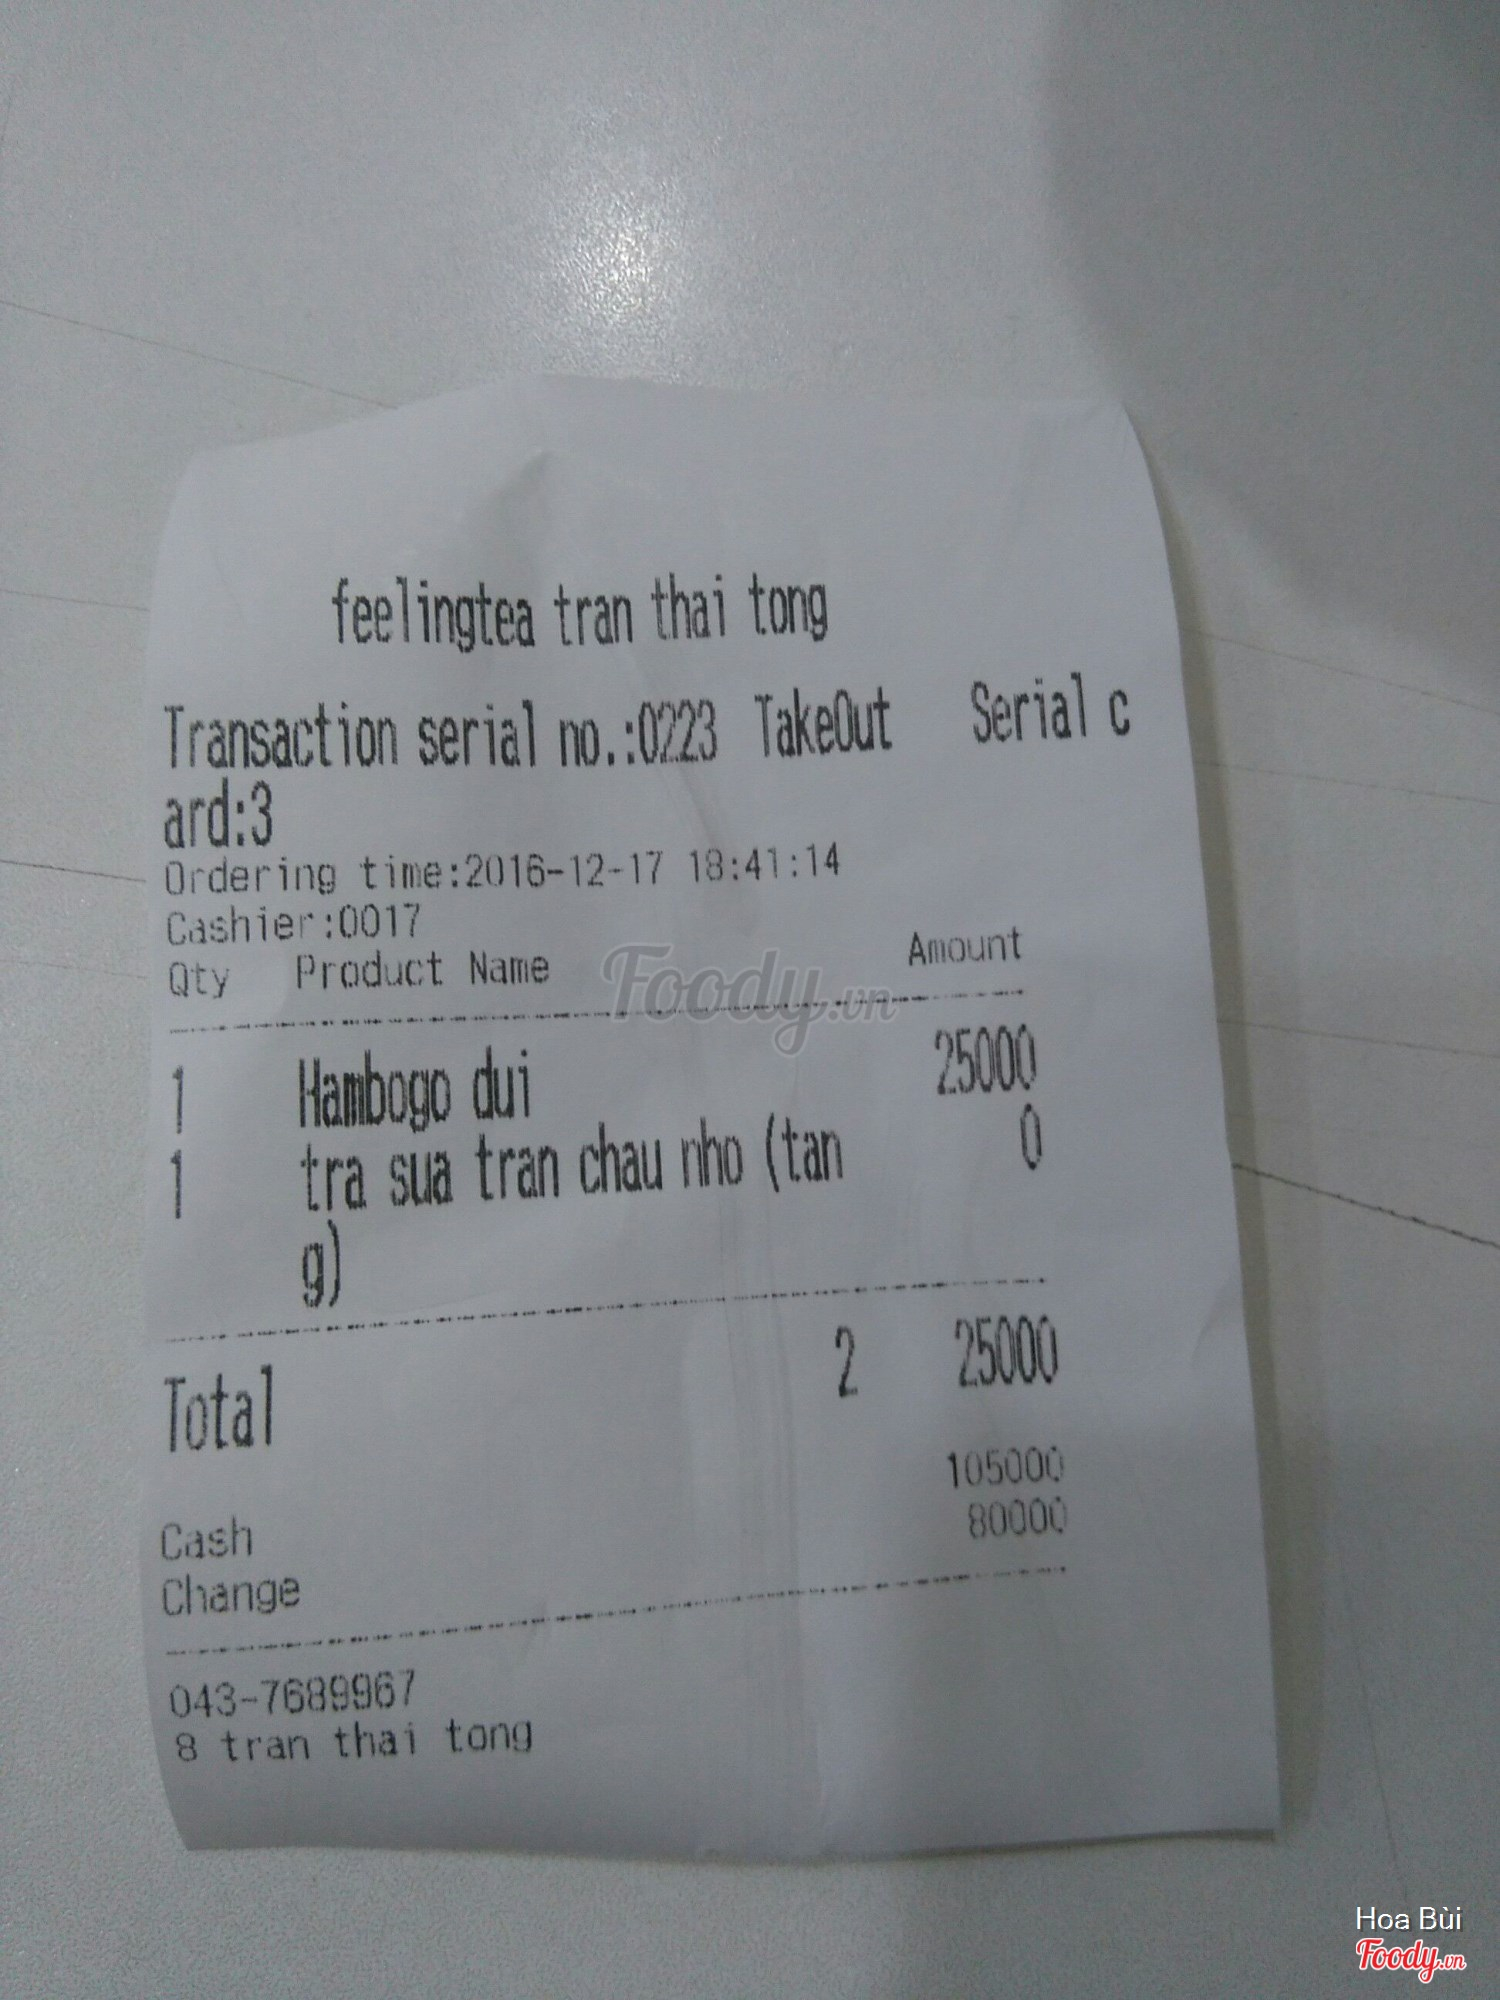 feelingtea tran thai tong
Transaction serial no.:0223 TakeOut Serial c
ard:3
Ordering time:2016-12-17 18:41:14
Cashier:0017
Qty Product Name Amount
Foody.vn
1 Hambogo dui 25000
1 tra sua tran chau nho (tan 0
g)
Total 2 25000
Cash 105000
Change 80000
043-7689967
8 tran thai tong
Hoa Bùi
Foody.vn